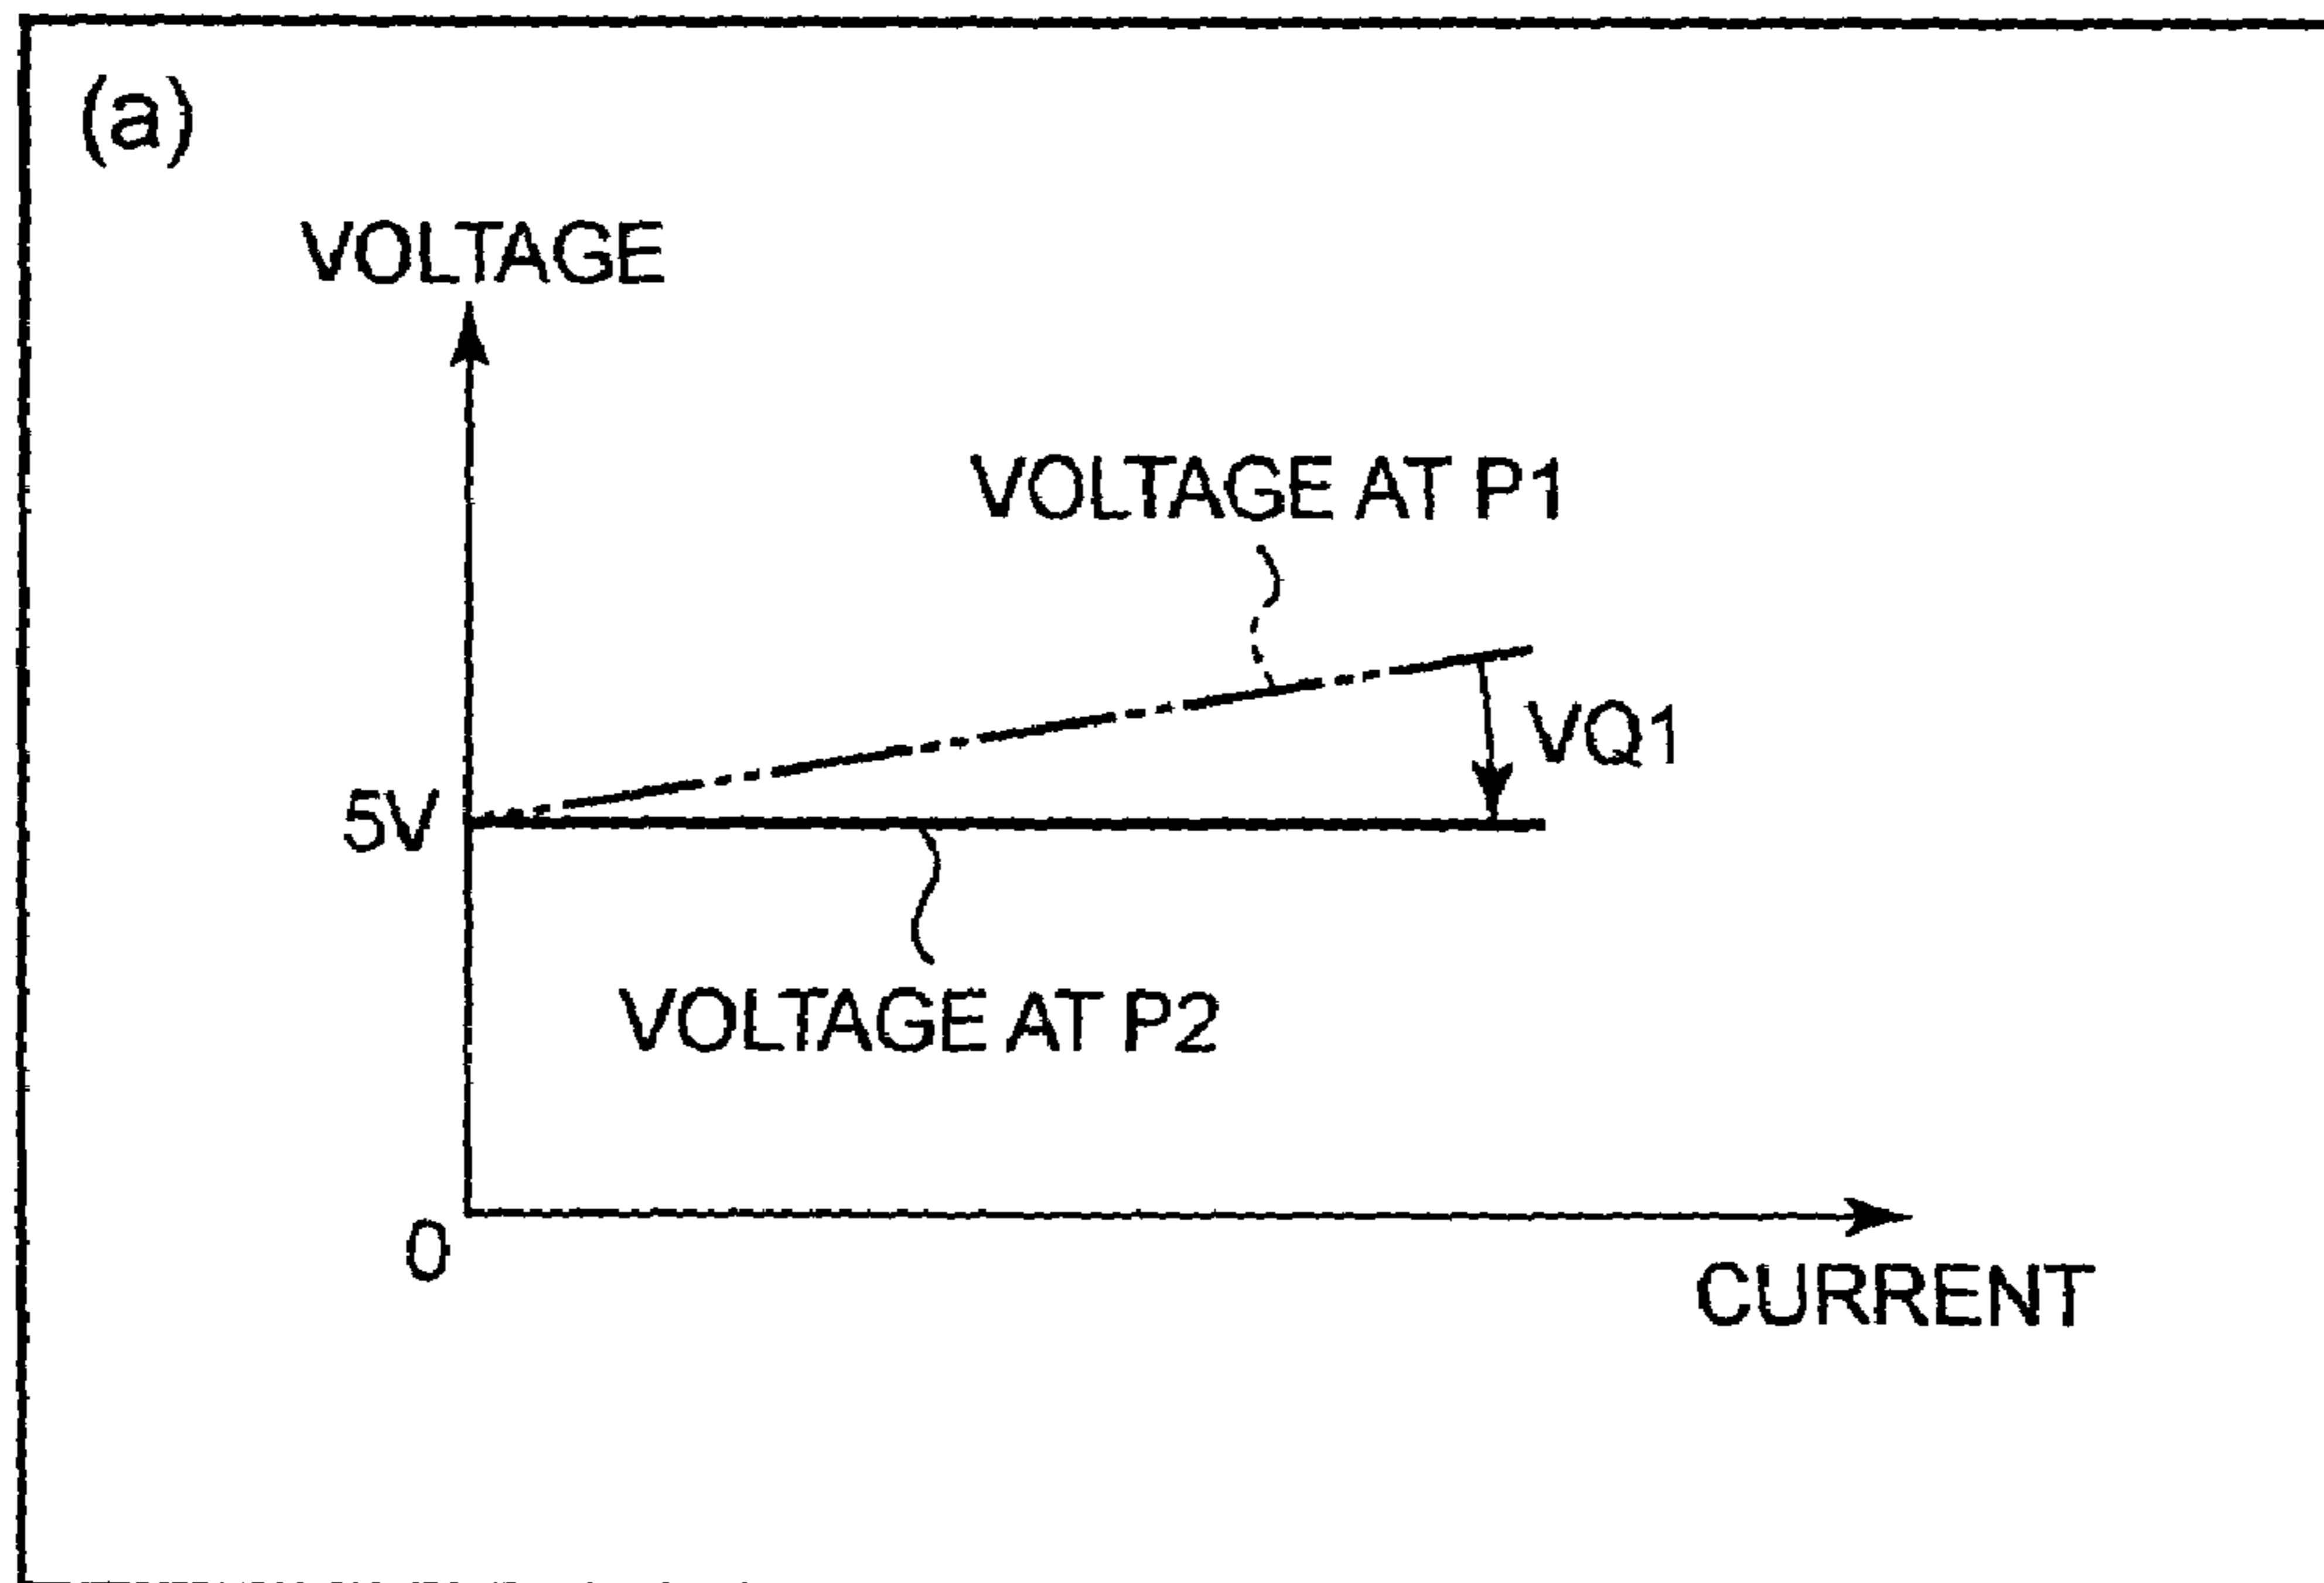 (a)
VOLTAGE
VOLTAGE AT P1
VQ1
5V
VOLTAGE AT P2
0
CURRENT